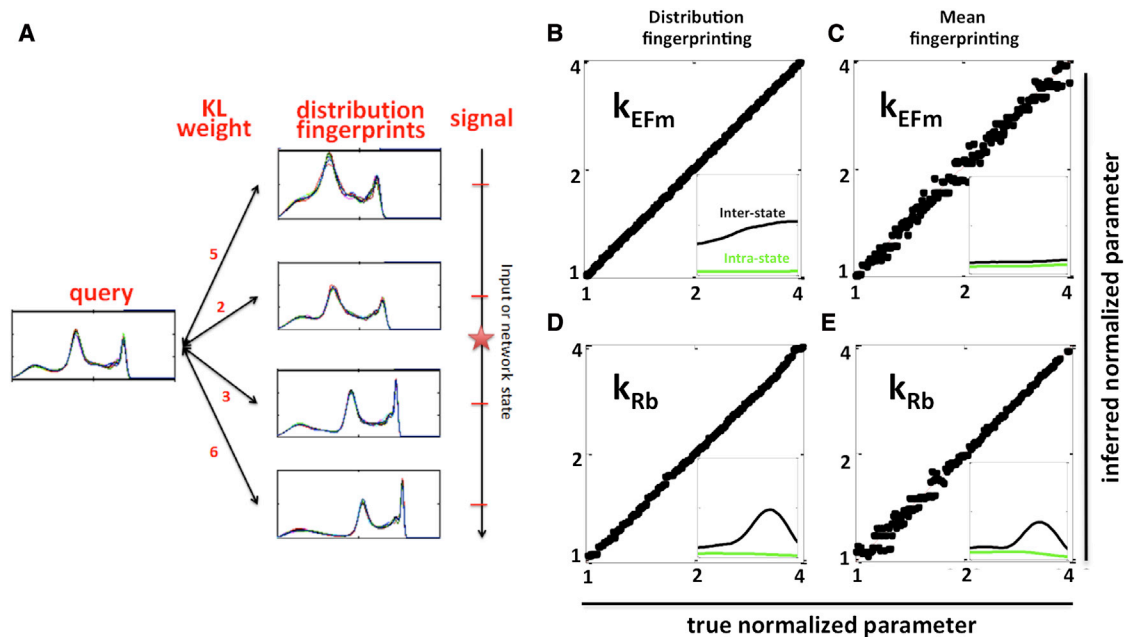 A
KL
weight
distribution
fingerprints
signal
query
5
2
3
6
Input or network state
B
Distribution
fingerprinting
kEFm
Inter-state
Intra-state
4
2
1
1
2
4
C
Mean
fingerprinting
kEFm
4
2
1
1
2
4
D
kRb
4
2
1
1
2
4
E
kRb
4
2
1
1
2
4
inferred normalized parameter
true normalized parameter